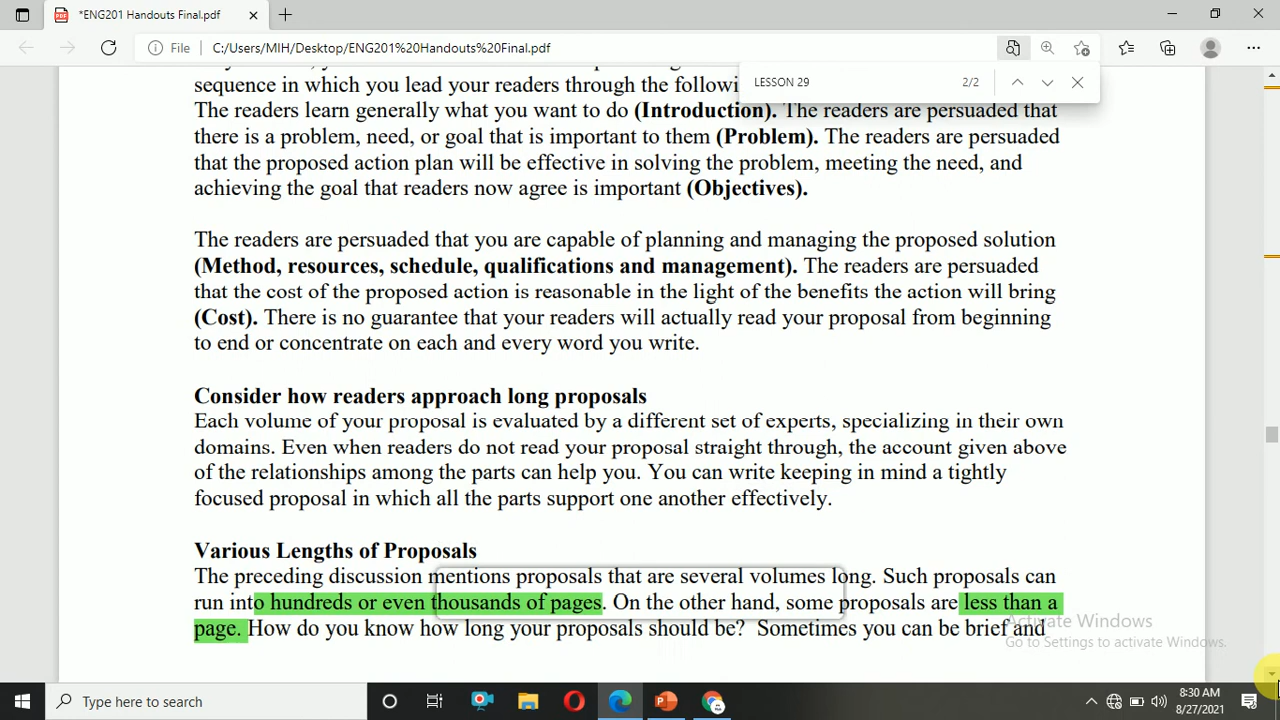 *ENG201 Handouts Final.pdf
File C:/Users/MIH/Desktop/ENG201%20Handouts%20Final.pdf
LESSON 29 2/2
sequence in which you lead your readers through the followi
The readers learn generally what you want to do (Introduction). The readers are persuaded that
there is a problem, need, or goal that is important to them (Problem). The readers are persuaded
that the proposed action plan will be effective in solving the problem, meeting the need, and
achieving the goal that readers now agree is important (Objectives).
The readers are persuaded that you are capable of planning and managing the proposed solution
(Method, resources, schedule, qualifications and management). The readers are persuaded
that the cost of the proposed action is reasonable in the light of the benefits the action will bring
(Cost). There is no guarantee that your readers will actually read your proposal from beginning
to end or concentrate on each and every word you write.
Consider how readers approach long proposals
Each volume of your proposal is evaluated by a different set of experts, specializing in their own
domains. Even when readers do not read your proposal straight through, the account given above
of the relationships among the parts can help you. You can write keeping in mind a tightly
focused proposal in which all the parts support one another effectively.
Various Lengths of Proposals
The preceding discussion mentions proposals that are several volumes long. Such proposals can
run into hundreds or even thousands of pages. On the other hand, some proposals are less than a
page. How do you know how long your proposals should be? Sometimes you can be brief and
Activate Windows
Go to Settings to activate Windows.
Type here to search
8:30 AM
8/27/2021